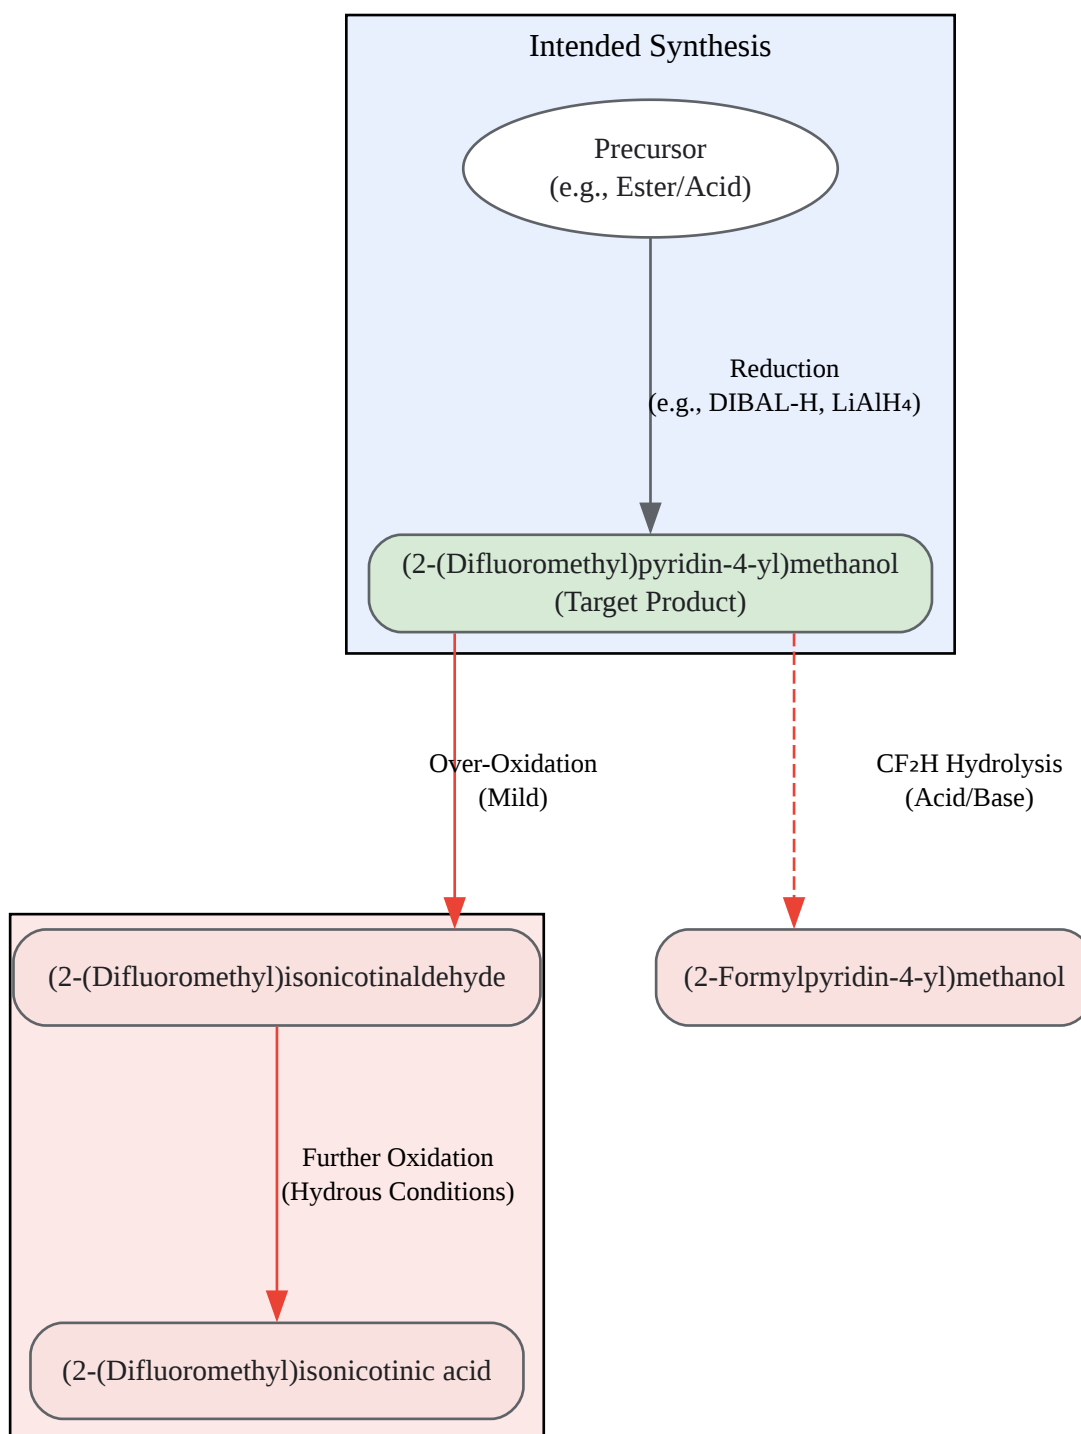 Intended Synthesis
Precursor
(e.g., Ester/Acid)
Reduction
(e.g., DIBAL-H, LiAlH₄)
(2-(Difluoromethyl)pyridin-4-yl)methanol
(Target Product)
Over-Oxidation
(Mild)
CF₂H Hydrolysis
(Acid/Base)
(2-(Difluoromethyl)isonicotinaldehyde
(2-Formylpyridin-4-yl)methanol
Further Oxidation
(Hydrous Conditions)
(2-(Difluoromethyl)isonicotinic acid